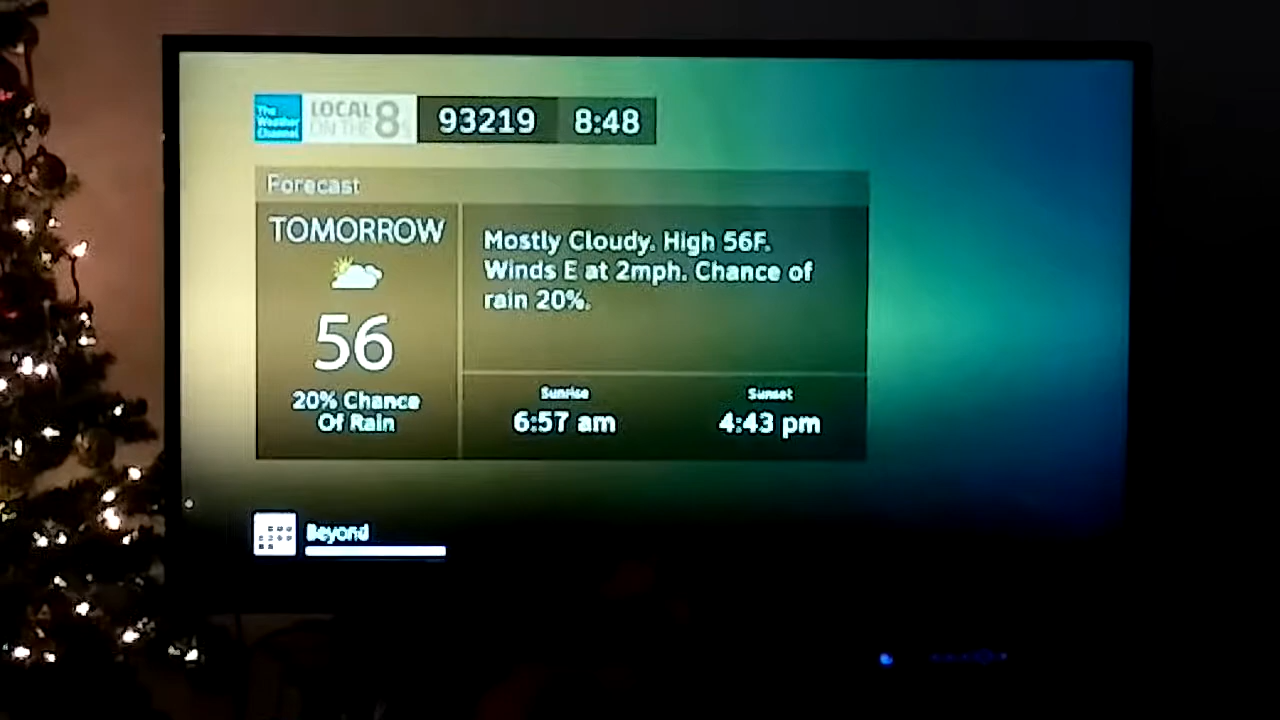 The
Weather
Channel
LOCAL
ON THE 8s
93219 8:48
Forecast
TOMORROW
56
20% Chance
Of Rain
Mostly Cloudy. High 56F.
Winds E at 2mph. Chance of
rain 20%.
Sunrise
6:57 am
Sunset
4:43 pm
Beyond